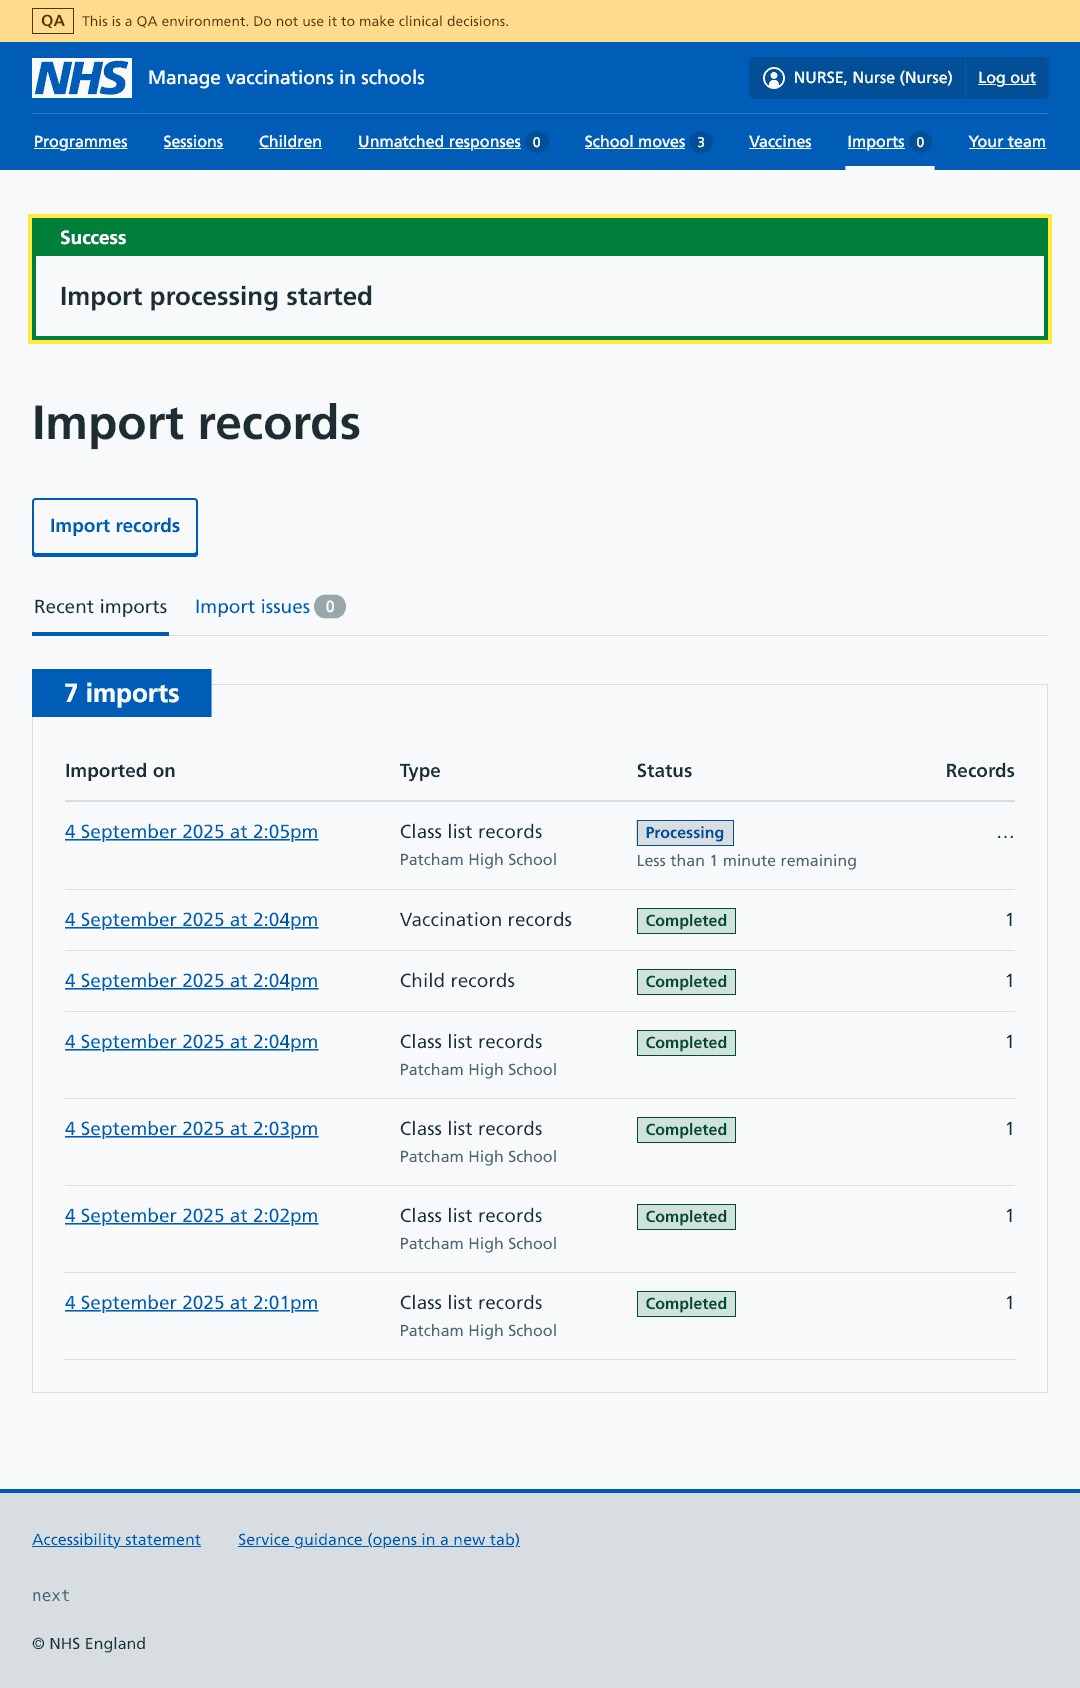 QA This is a QA environment. Do not use it to make clinical decisions.
NHS Manage vaccinations in schools NURSE, Nurse (Nurse) Log out
Programmes Sessions Children Unmatched responses 0 School moves 3 Vaccines Imports 0 Your team
Success
Import processing started
Import records
Import records
Recent imports Import issues 0
7 imports
Imported on Type Status Records
4 September 2025 at 2:05pm Class list records Processing ...
Patcham High School Less than 1 minute remaining
4 September 2025 at 2:04pm Vaccination records Completed 1
4 September 2025 at 2:04pm Child records Completed 1
4 September 2025 at 2:04pm Class list records Completed 1
Patcham High School
4 September 2025 at 2:03pm Class list records Completed 1
Patcham High School
4 September 2025 at 2:02pm Class list records Completed 1
Patcham High School
4 September 2025 at 2:01pm Class list records Completed 1
Patcham High School
Accessibility statement Service guidance (opens in a new tab)
next
© NHS England